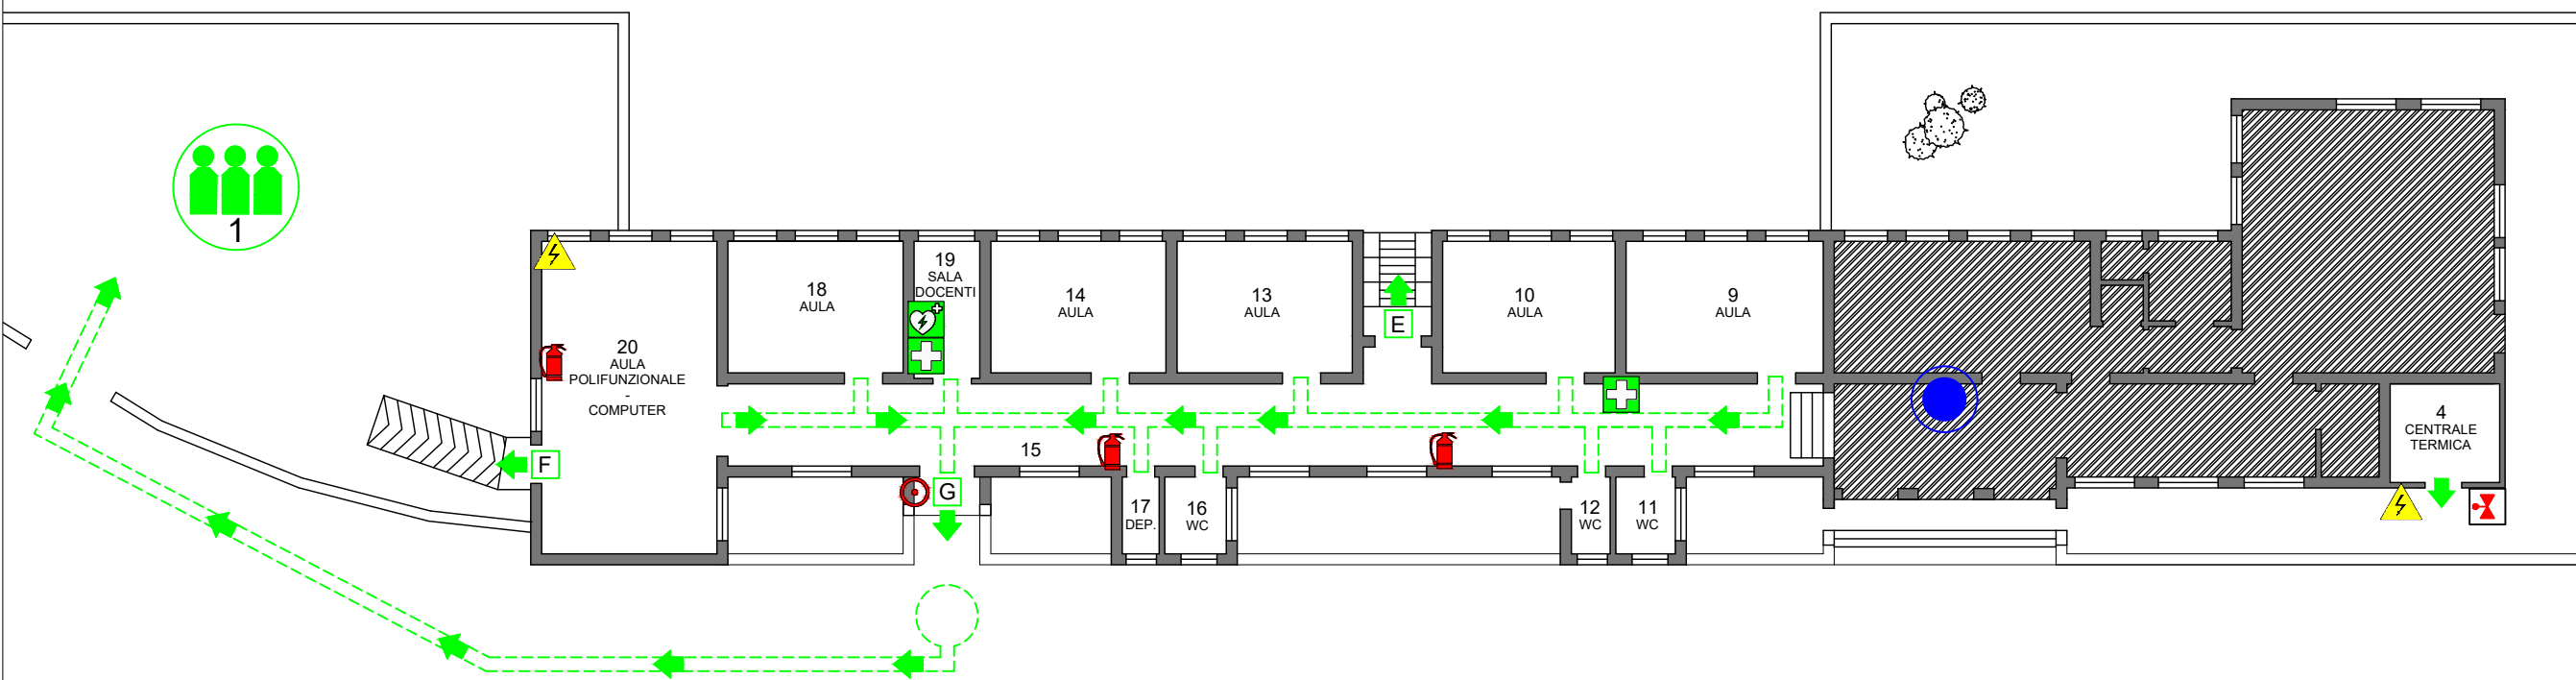 1
20
AULA
POLIFUNZIONALE
-
COMPUTER
18
AULA
19
SALA
DOCENTI
14
AULA
13
AULA
E
10
AULA
9
AULA
4
CENTRALE
TERMICA
F
15
G
17
DEP.
16
WC
12
WC
11
WC